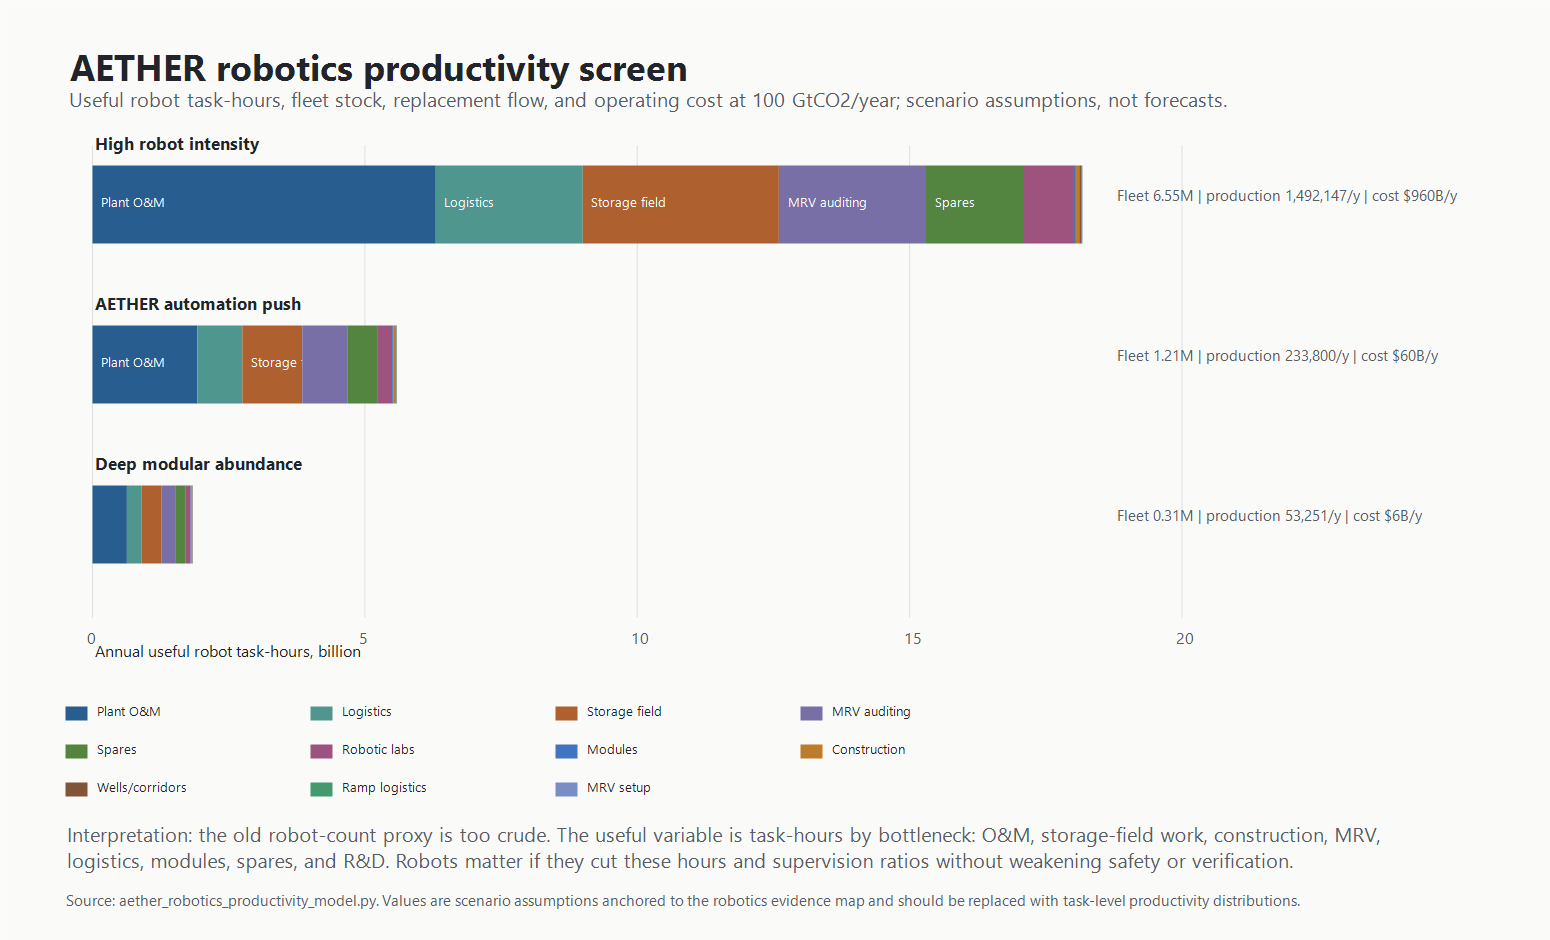 AETHER robotics productivity screen
Useful robot task-hours, fleet stock, replacement flow, and operating cost at 100 GtCO2/year; scenario assumptions, not forecasts.
High robot intensity
Plant O&M
Logistics
Storage field
MRV auditing
Spares
Fleet 6.55M | production 1,492,147/y | cost $960B/y
AETHER automation push
Plant O&M
Storage
Fleet 1.21M | production 233,800/y | cost $60B/y
Deep modular abundance
Fleet 0.31M | production 53,251/y | cost $6B/y
0 5 10 15 20
Annual useful robot task-hours, billion
Plant O&M Logistics Storage field MRV auditing
Spares Robotic labs Modules Construction
Wells/corridors Ramp logistics MRV setup
Interpretation: the old robot-count proxy is too crude. The useful variable is task-hours by bottleneck: O&M, storage-field work, construction, MRV,
logistics, modules, spares, and R&D. Robots matter if they cut these hours and supervision ratios without weakening safety or verification.
Source: aether_robotics_productivity_model.py. Values are scenario assumptions anchored to the robotics evidence map and should be replaced with task-level productivity distributions.